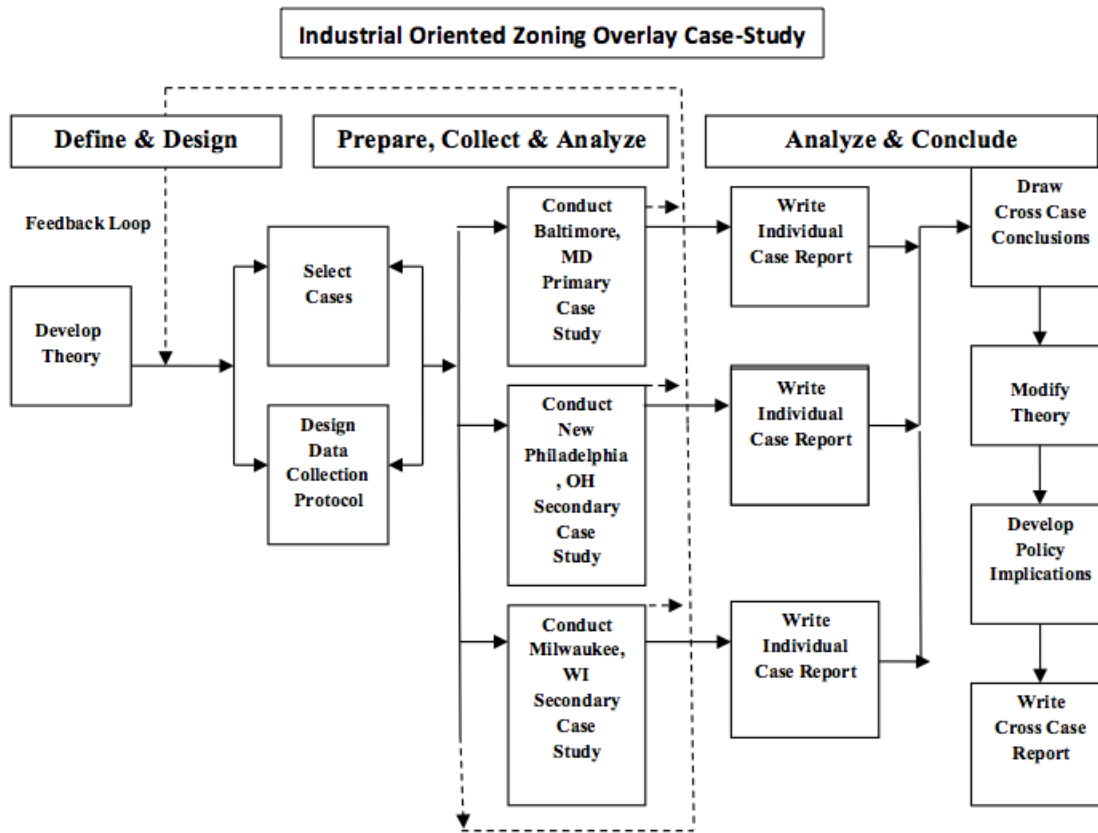 Industrial Oriented Zoning Overlay Case-Study
Define & Design
Prepare, Collect & Analyze
Analyze & Conclude
Feedback Loop
Develop
Theory
Select
Cases
Design
Data
Collection
Protocol
Conduct
Baltimore,
MD
Primary
Case
Study
Conduct
New
Philadelphia
, OH
Secondary
Case
Study
Conduct
Milwaukee,
WI
Secondary
Case
Study
Write
Individual
Case Report
Write
Individual
Case Report
Write
Individual
Case Report
Draw
Cross Case
Conclusions
Modify
Theory
Develop
Policy
Implications
Write
Cross Case
Report